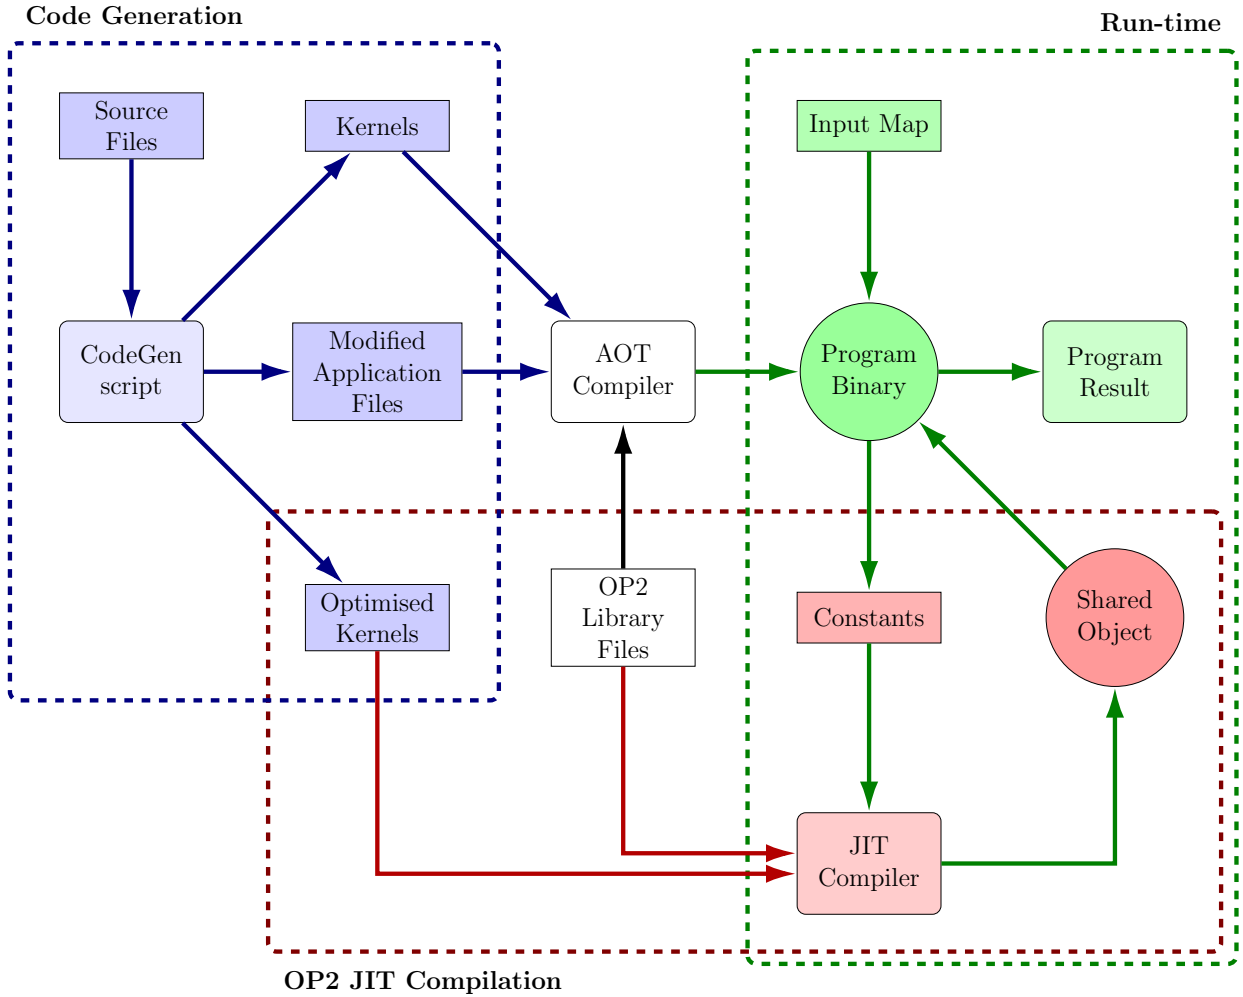 Code Generation
Run-time
Source
Files
Kernels
Input Map
CodeGen
script
Modified
Application
Files
AOT
Compiler
Program
Binary
Program
Result
Optimised
Kernels
OP2
Library
Files
Constants
Shared
Object
JIT
Compiler
OP2 JIT Compilation